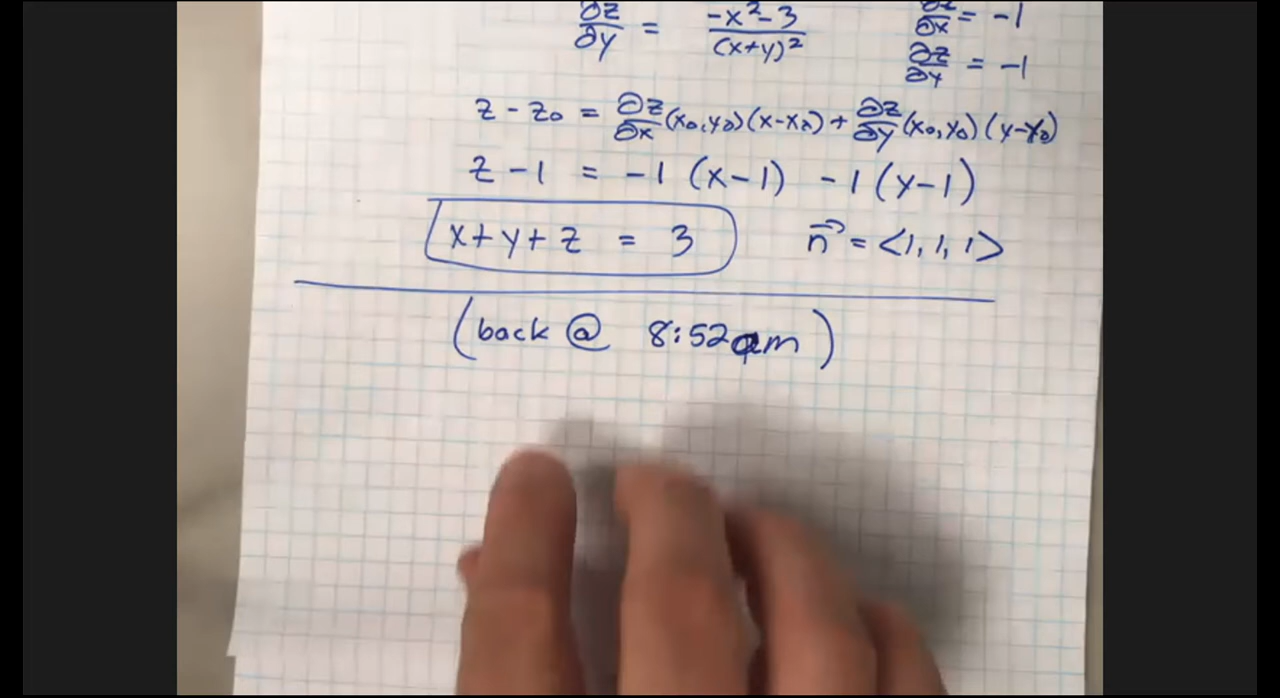 ∂z/∂y = (-x²-3)/(x+y)²
∂z/∂x = -1
∂z/∂y = -1
z - z₀ = ∂z/∂x (x₀,y₀)(x-x₀) + ∂z/∂y (x₀,y₀)(y-y₀)
z - 1 = -1 (x-1) -1 (y-1)
x+y+z = 3 n⃗ = <1, 1, 1>
(back @ 8:52am)